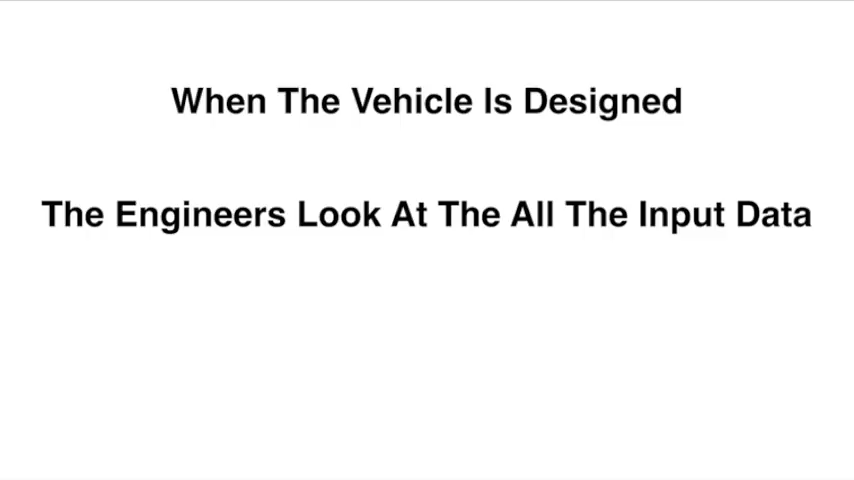 When The Vehicle Is Designed
The Engineers Look At The All The Input Data